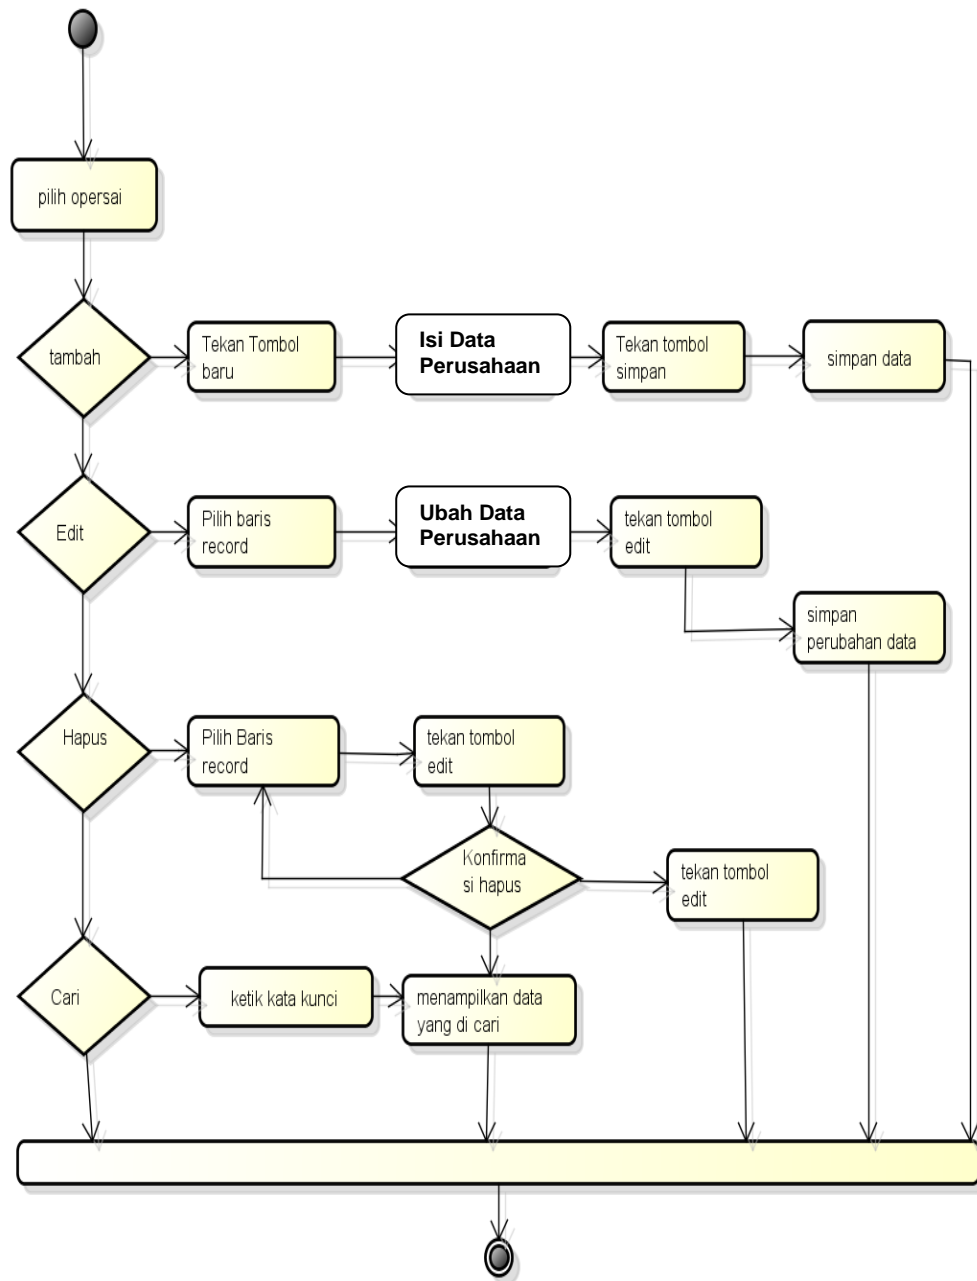 pilih opersai
tambah
Tekan Tombol
baru
Isi Data
Perusahaan
Tekan tombol
simpan
simpan data
Edit
Pilih baris
record
Ubah Data
Perusahaan
tekan tombol
edit
simpan
perubahan data
Hapus
Pilih Baris
record
tekan tombol
edit
Konfirma
si hapus
tekan tombol
edit
Cari
ketik kata kunci
menampilkan data
yang di cari